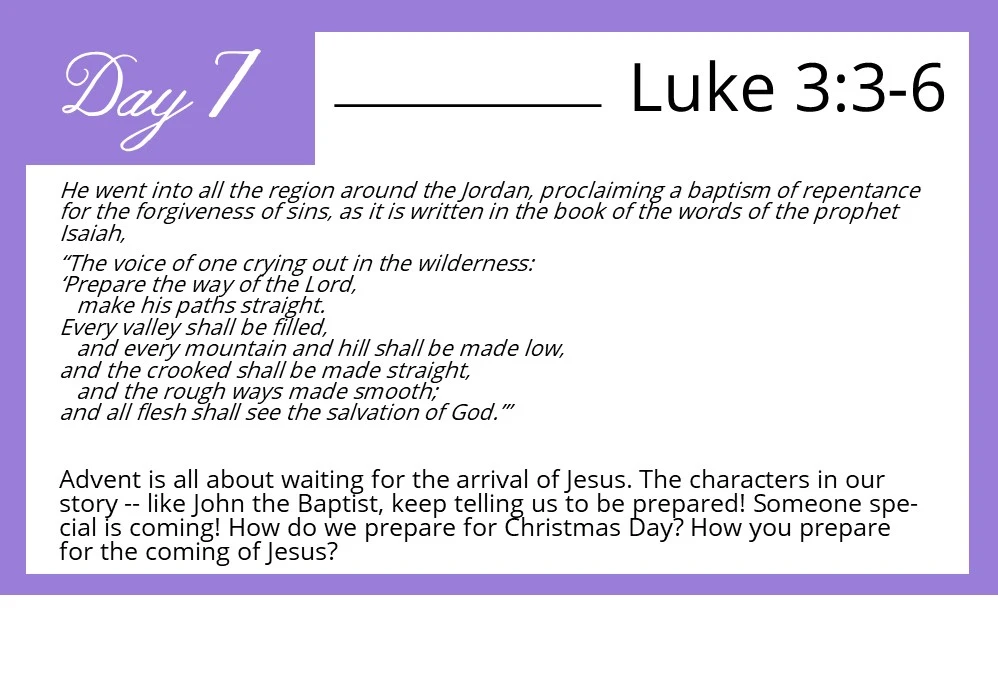 Day 7
Luke 3:3-6
He went into all the region around the Jordan, proclaiming a baptism of repentance
for the forgiveness of sins, as it is written in the book of the words of the prophet
Isaiah,
“The voice of one crying out in the wilderness:
‘Prepare the way of the Lord,
make his paths straight.
Every valley shall be filled,
and every mountain and hill shall be made low,
and the crooked shall be made straight,
and the rough ways made smooth;
and all flesh shall see the salvation of God.’”
Advent is all about waiting for the arrival of Jesus. The characters in our
story -- like John the Baptist, keep telling us to be prepared! Someone spe-
cial is coming! How do we prepare for Christmas Day? How you prepare
for the coming of Jesus?